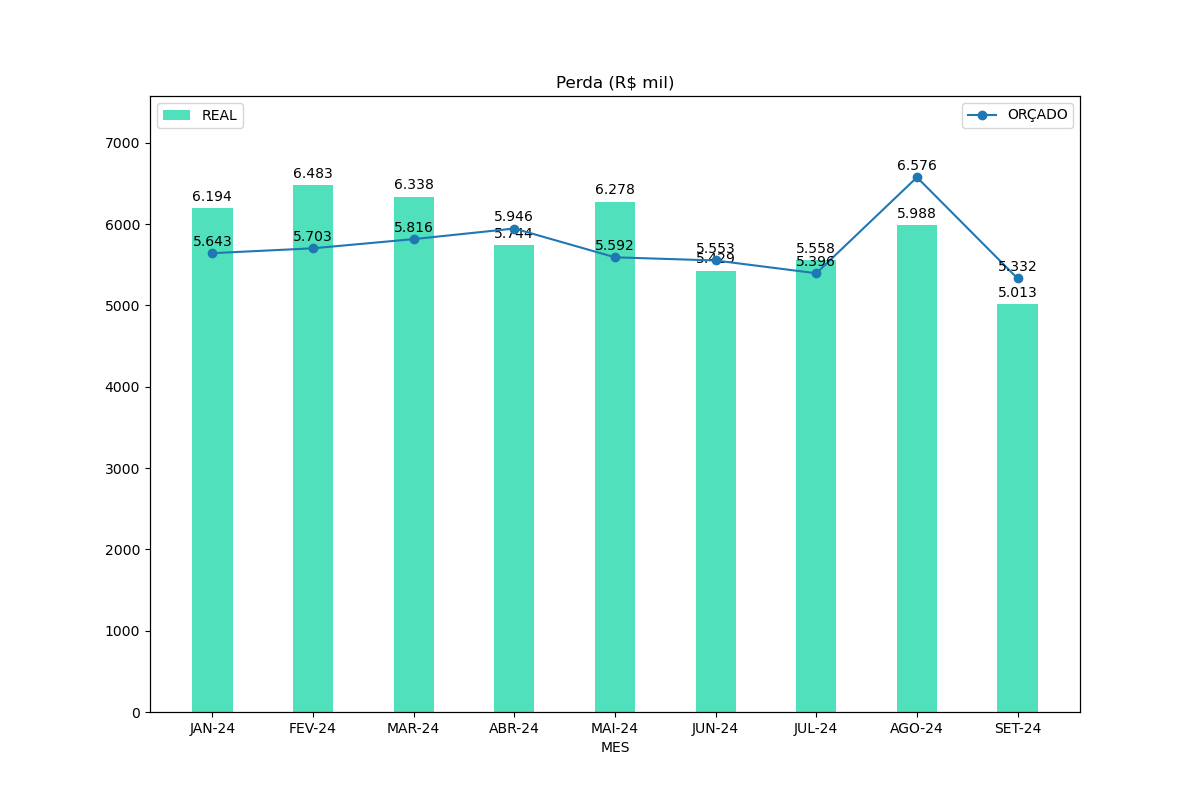 Perda (R$ mil)
REAL
ORÇADO
7000
6000
5000
4000
3000
2000
1000
0
6.194
6.483
6.338
5.744
6.278
5.429
5.558
5.988
5.013
5.643
5.703
5.816
5.946
5.592
5.553
5.396
6.576
5.332
JAN-24
FEV-24
MAR-24
ABR-24
MAI-24
JUN-24
JUL-24
AGO-24
SET-24
MES